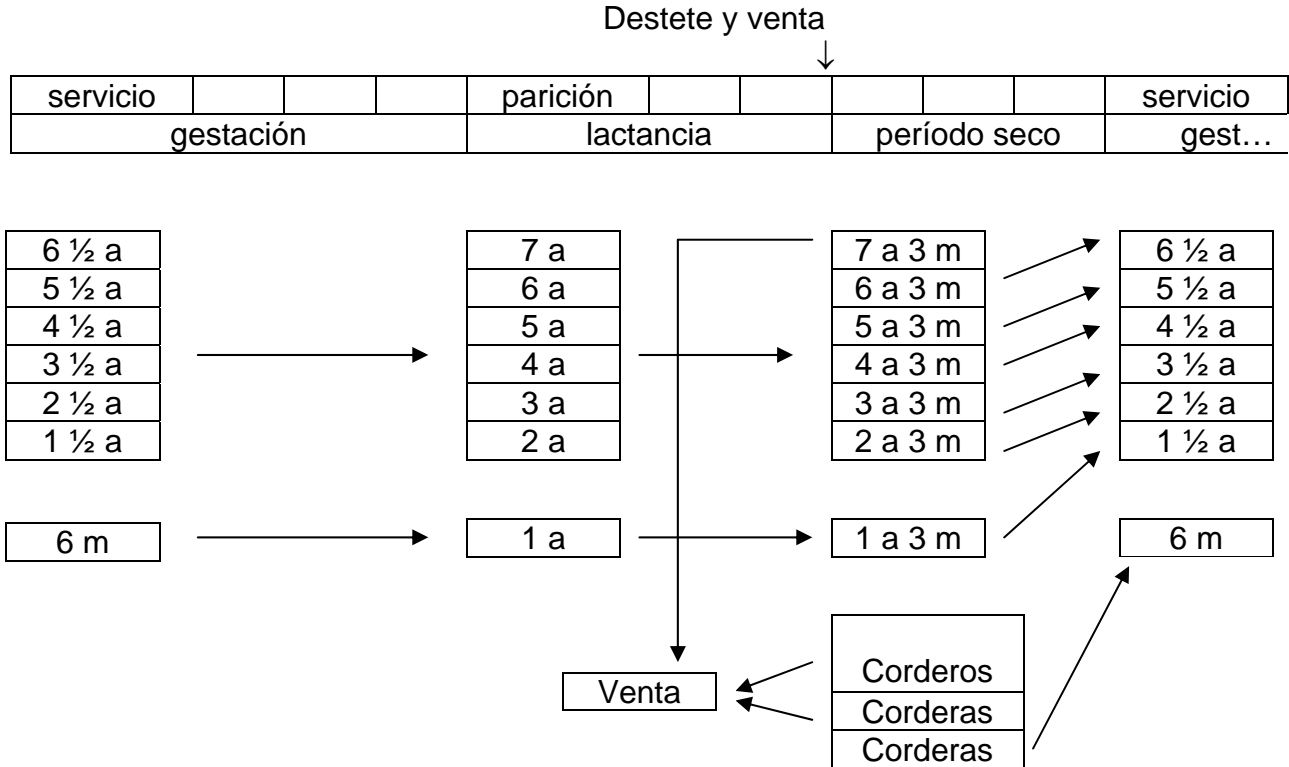 Destete y venta
↓
servicio parición servicio
gestación lactancia período seco gest…
6 ½ a 7 a 7 a 3 m 6 ½ a
5 ½ a 6 a 6 a 3 m 5 ½ a
4 ½ a 5 a 5 a 3 m 4 ½ a
3 ½ a 4 a 4 a 3 m 3 ½ a
2 ½ a 3 a 3 a 3 m 2 ½ a
1 ½ a 2 a 2 a 3 m 1 ½ a
6 m 1 a 1 a 3 m 6 m
Corderos
Venta
Corderas
Corderas